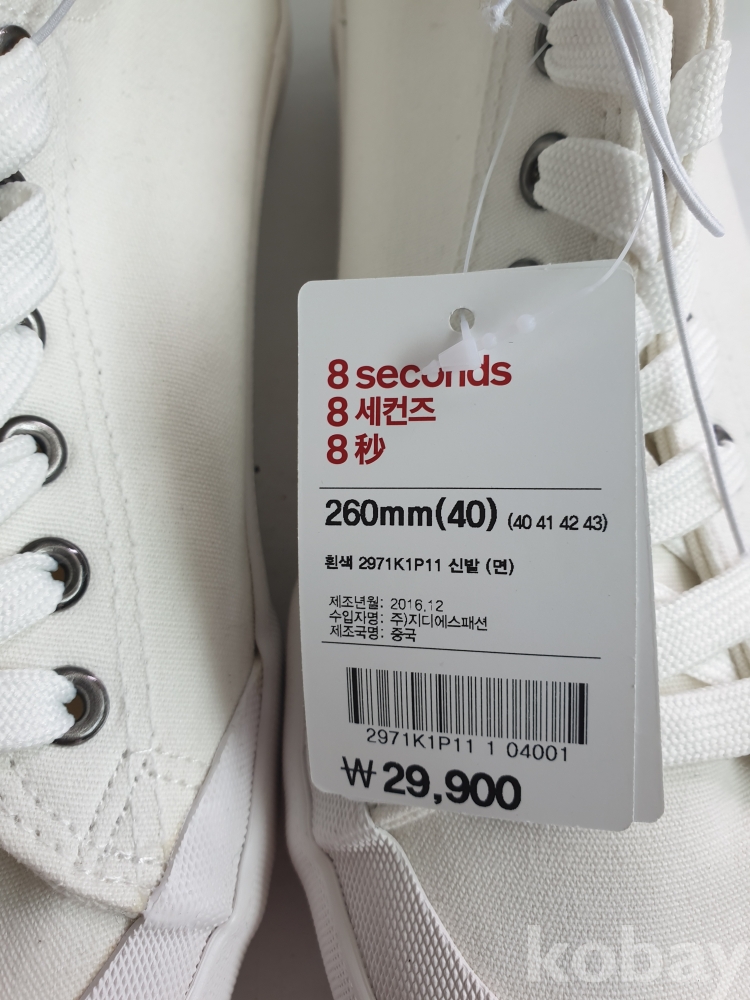 8 seconds
8 세컨즈
8 秒
260mm(40) (40 41 42 43)
흰색 2971K1P11 신발 (면)
제조년월: 2016.12
수입자명: 주)지디에스패션
제조국명: 중국
2971K1P11 1 04001
₩ 29,900
kobay